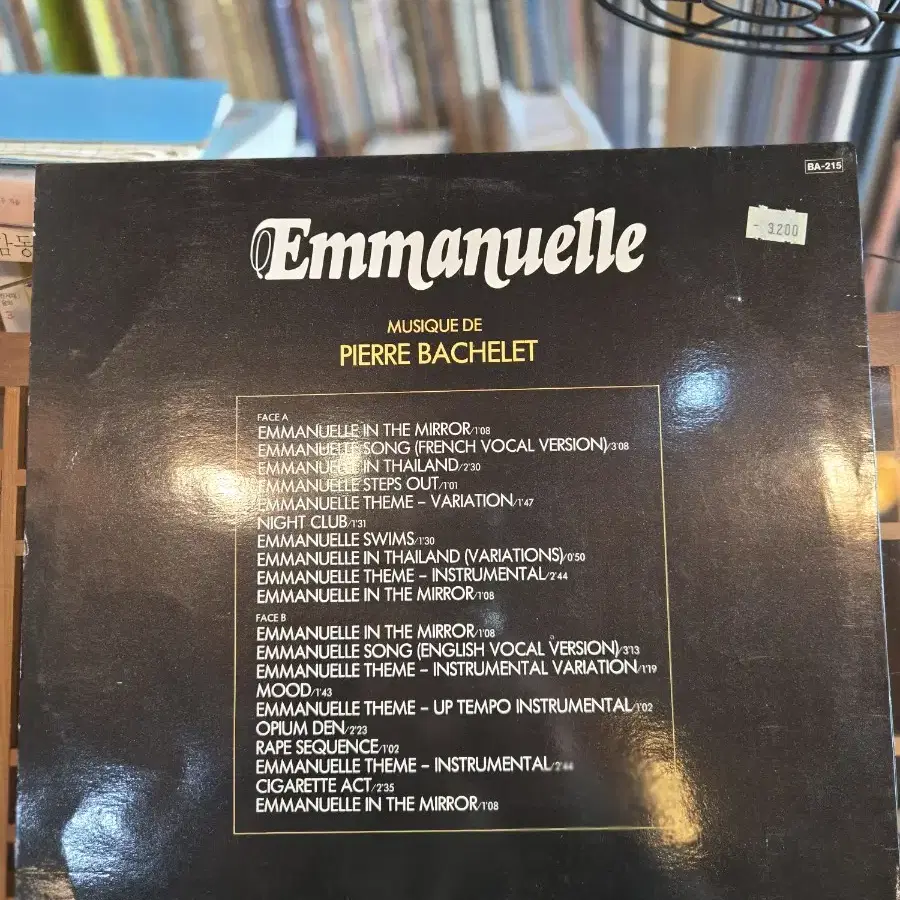 BA-215
- 3200
Emmanuelle
MUSIQUE DE
PIERRE BACHELET
FACE A
EMMANUELLE IN THE MIRROR/1'08
EMMANUELLE SONG (FRENCH VOCAL VERSION)/3'08
EMMANUELLE IN THAILAND/2'30
EMMANUELLE STEPS OUT/1'01
EMMANUELLE THEME – VARIATION/1'47
NIGHT CLUB/1'31
EMMANUELLE SWIMS/1'30
EMMANUELLE IN THAILAND (VARIATIONS)/0'50
EMMANUELLE THEME – INSTRUMENTAL/2'44
EMMANUELLE IN THE MIRROR/1'08
FACE B
EMMANUELLE IN THE MIRROR/1'08
EMMANUELLE SONG (ENGLISH VOCAL VERSION)/3'13
EMMANUELLE THEME – INSTRUMENTAL VARIATION/1'19
MOOD/1'43
EMMANUELLE THEME – UP TEMPO INSTRUMENTAL/1'02
OPIUM DEN/2'23
RAPE SEQUENCE/1'02
EMMANUELLE THEME – INSTRUMENTAL/2'44
CIGARETTE ACT/2'35
EMMANUELLE IN THE MIRROR/1'08